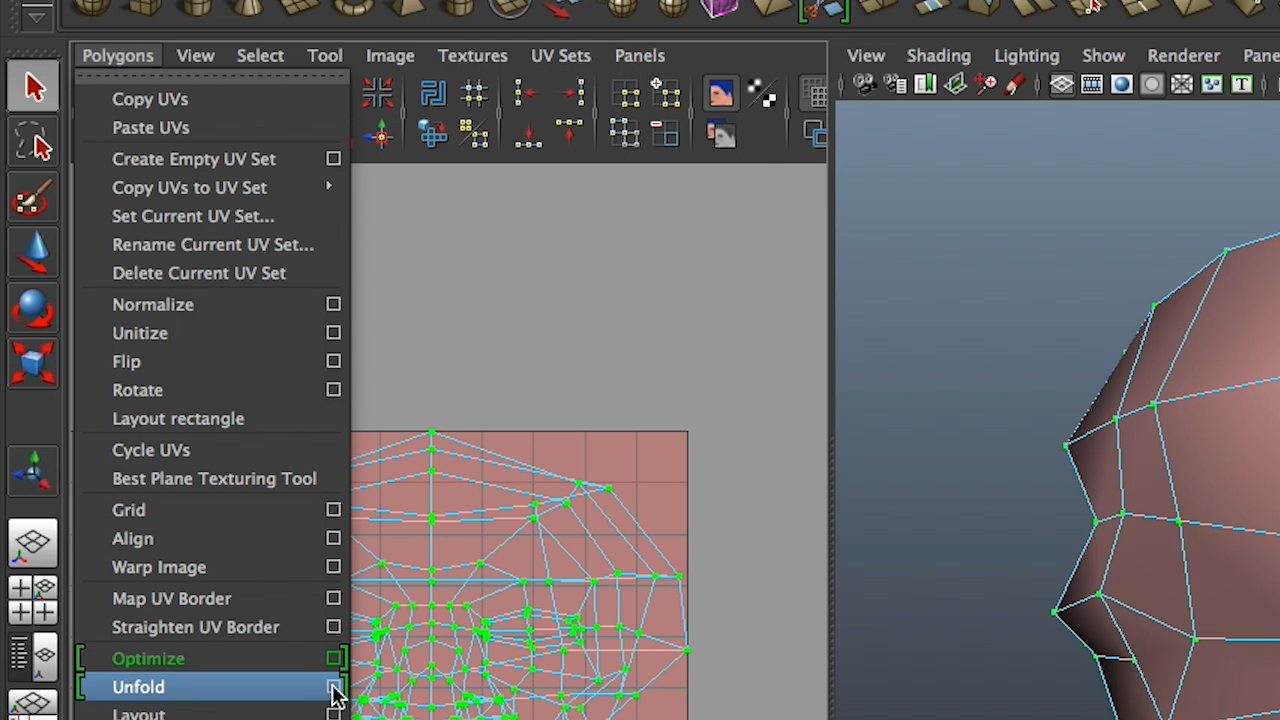 Polygons View Select Tool Image Textures UV Sets Panels
View Shading Lighting Show Renderer Pane
Copy UVs
Paste UVs
Create Empty UV Set
Copy UVs to UV Set
Set Current UV Set...
Rename Current UV Set...
Delete Current UV Set
Normalize
Unitize
Flip
Rotate
Layout rectangle
Cycle UVs
Best Plane Texturing Tool
Grid
Align
Warp Image
Map UV Border
Straighten UV Border
Optimize
Unfold
Layout